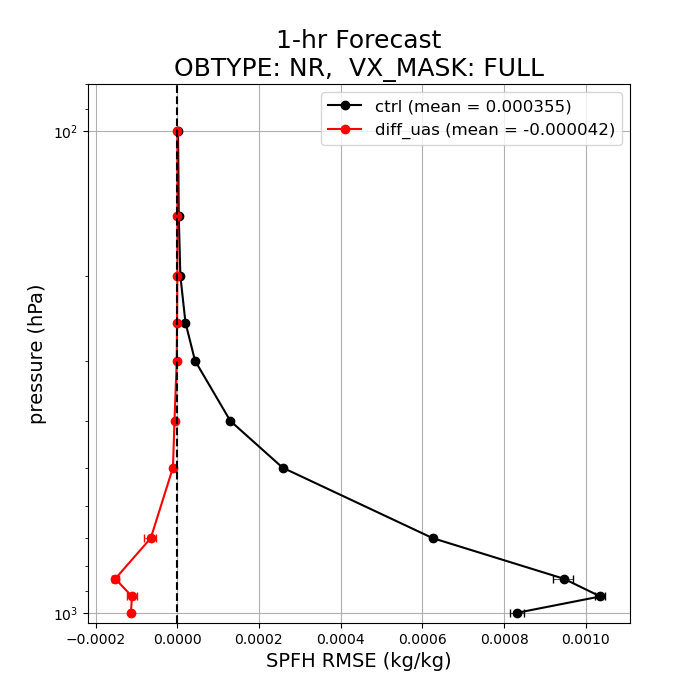 1-hr Forecast
OBTYPE: NR,  VX_MASK: FULL
ctrl (mean = 0.000355)
diff_uas (mean = -0.000042)
10²
pressure (hPa)
10³
−0.0002 0.0000 0.0002 0.0004 0.0006 0.0008 0.0010
SPFH RMSE (kg/kg)